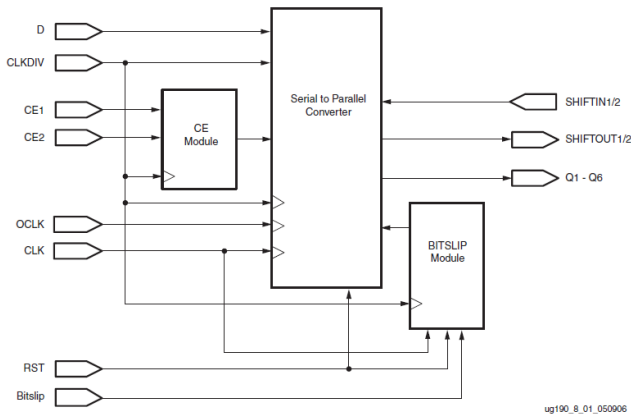 D
CLKDIV
CE1
CE2
CE
Module
Serial to Parallel
Converter
SHIFTIN1/2
SHIFTOUT1/2
Q1 - Q6
OCLK
CLK
BITSLIP
Module
RST
Bitslip
ug190_8_01_050906